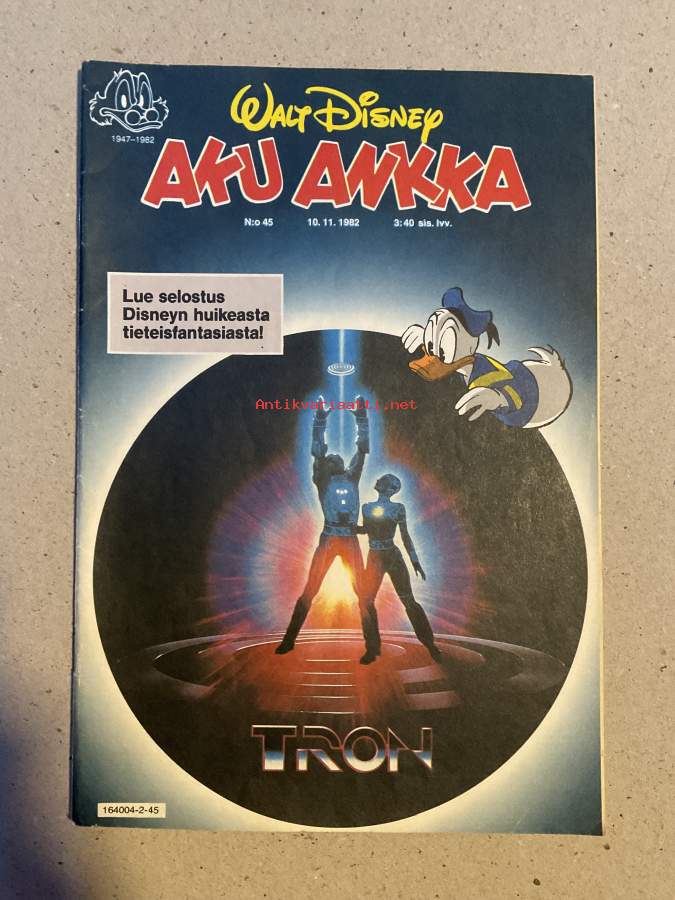 1947–1982
WALT DISNEY
AKU ANKKA
N:o 45 10.11.1982 3:40 sis. lvv.
Lue selostus
Disneyn huikeasta
tieteisfantasiasta!
Antikvariaatti.net
TRON
164004-2-45